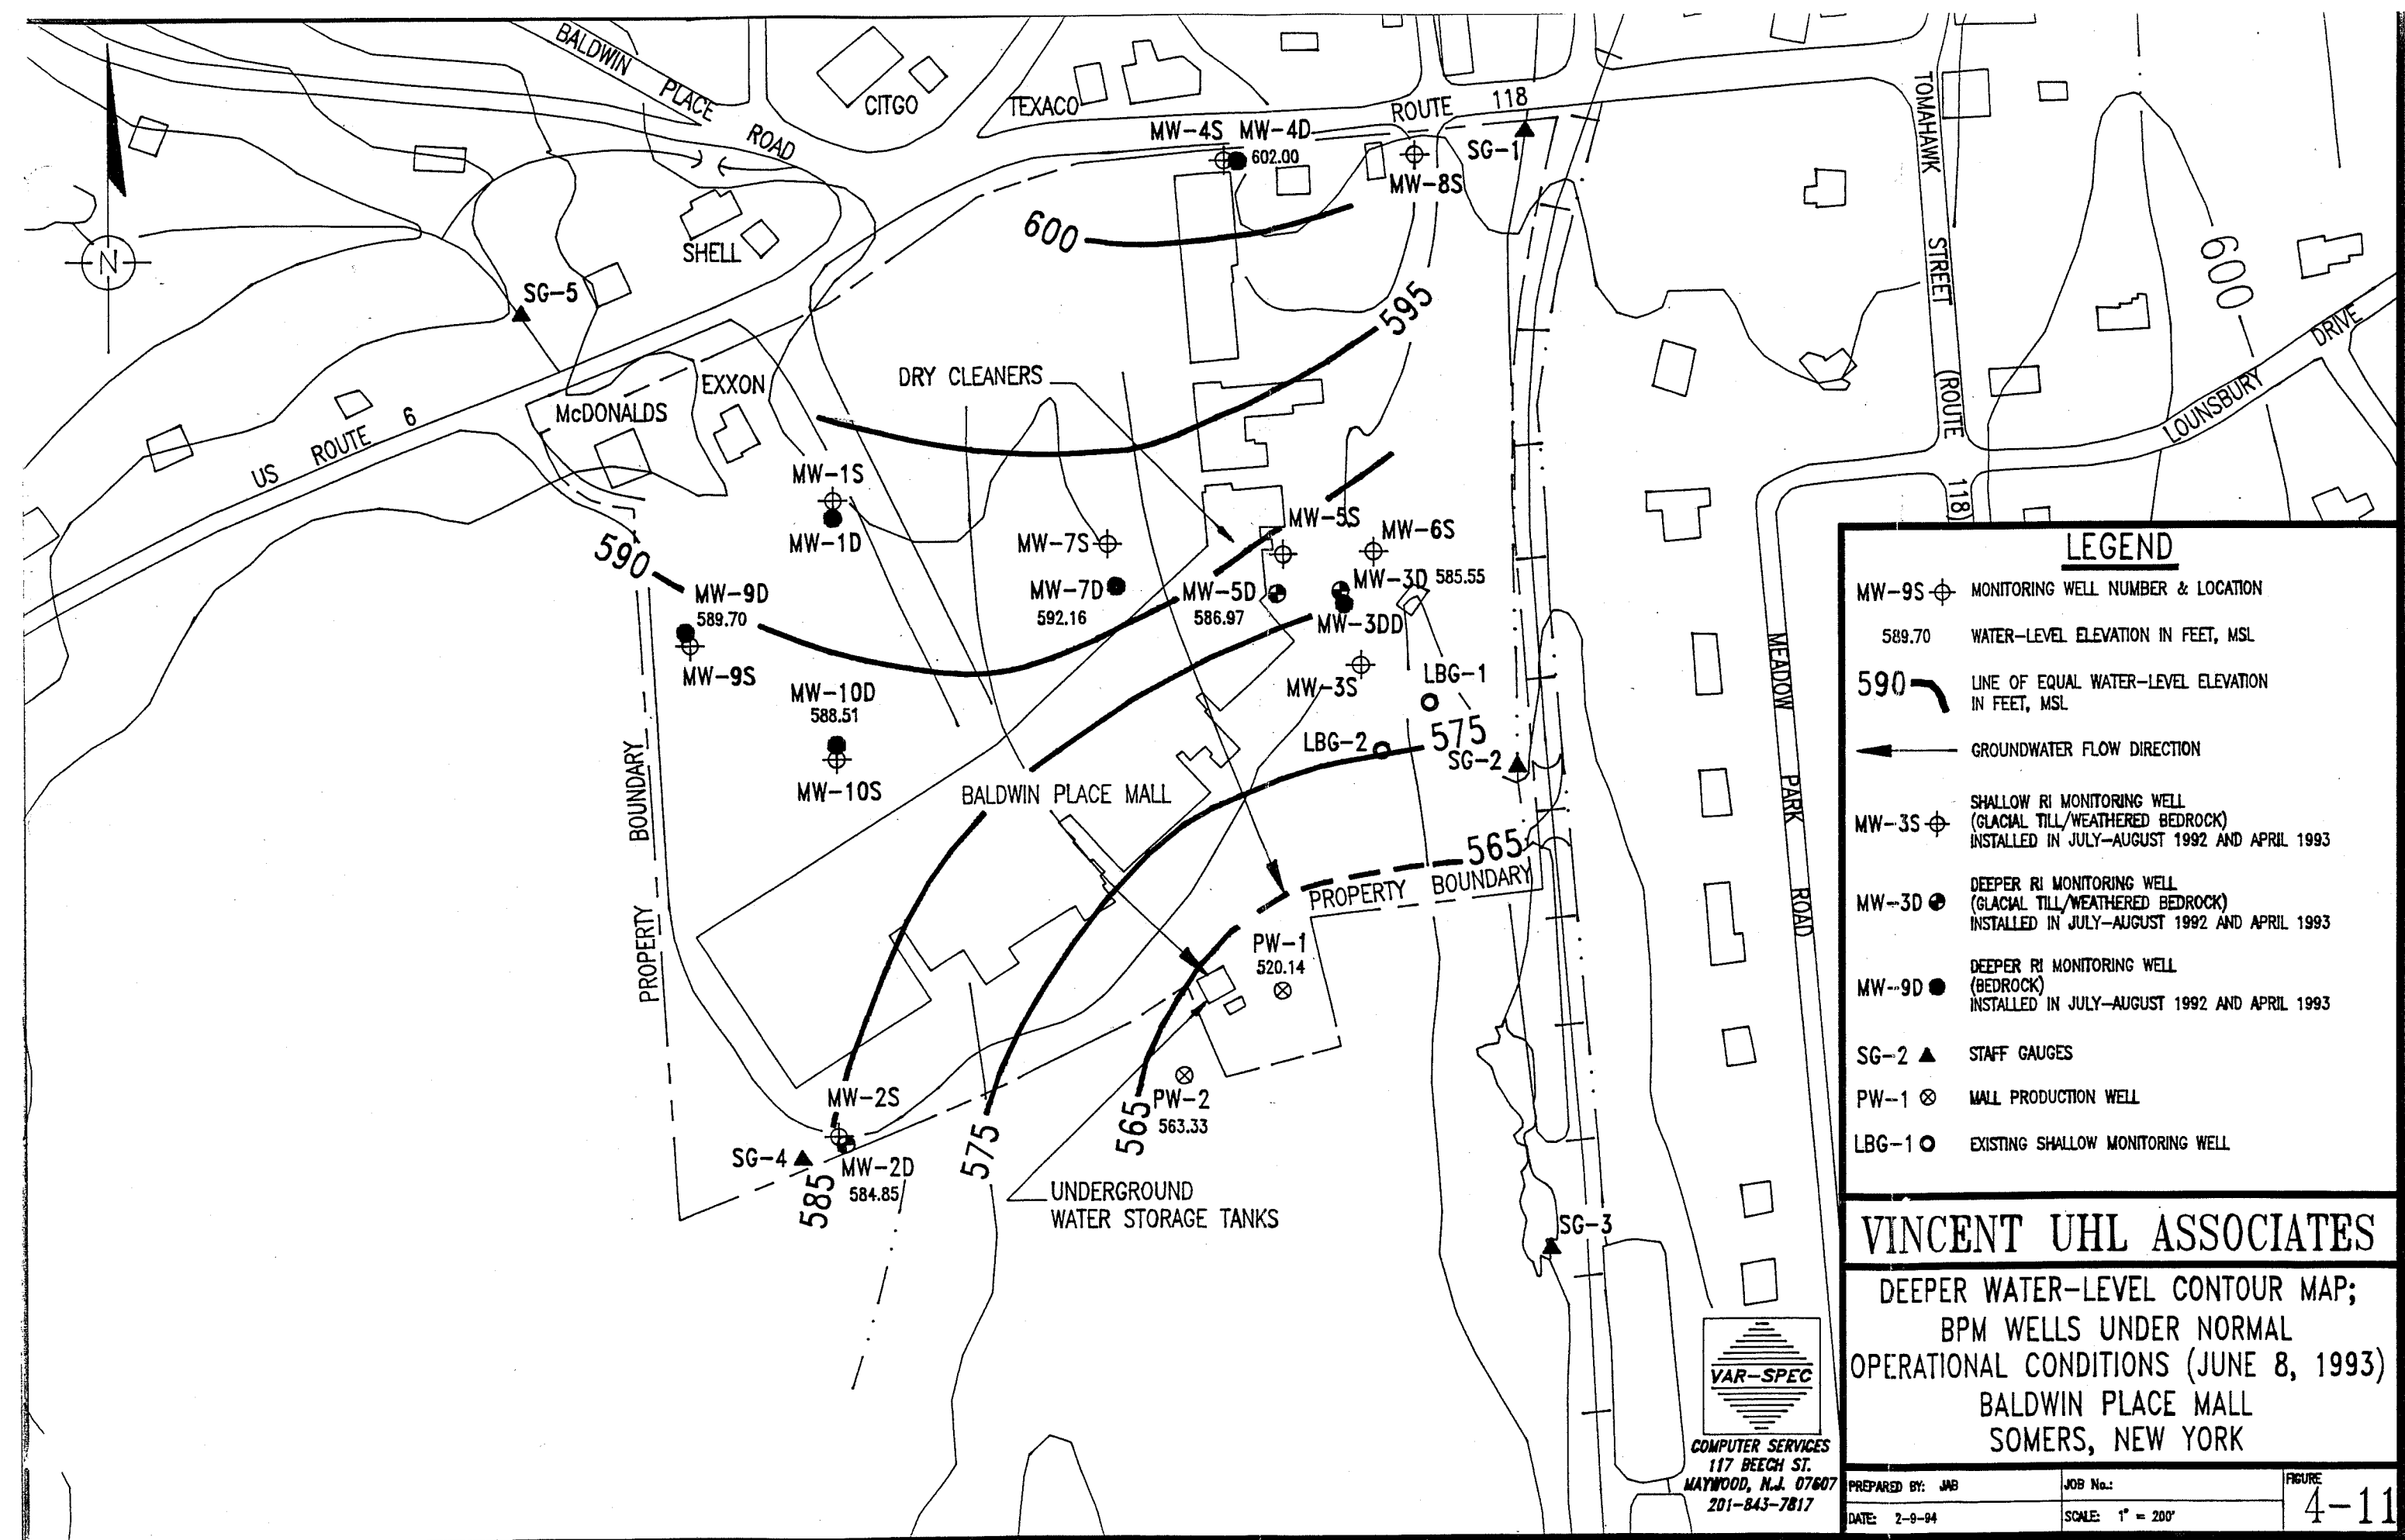 BALDWIN PLACE ROAD
CITGO
TEXACO
ROUTE 118
TOMAHAWK STREET (ROUTE 118)
MW-4S MW-4D
602.00
SG-1
MW-8S
N
SHELL
600
600
SG-5
595
LOUNSBURY DRIVE
DRY CLEANERS
EXXON
McDONALDS
US ROUTE 6
MW-1S
MW-1D
MW-7S
MW-5S
MW-6S
590
MW-9D
589.70
MW-7D
592.16
MW-5D
586.97
MW-3D 585.55
MW-3DD
MW-9S
MW-10D
588.51
MW-3S
LBG-1
LBG-2
575
SG-2
MW-10S
BALDWIN PLACE MALL
PROPERTY BOUNDARY
MEADOW PARK ROAD
565
PROPERTY BOUNDARY
PW-1
520.14
MW-2S
PW-2
563.33
565
575
SG-4
MW-2D
584.85
585
UNDERGROUND
WATER STORAGE TANKS
SG-3
LEGEND
MW-9S MONITORING WELL NUMBER & LOCATION
589.70 WATER-LEVEL ELEVATION IN FEET, MSL
590 LINE OF EQUAL WATER-LEVEL ELEVATION
IN FEET, MSL
GROUNDWATER FLOW DIRECTION
MW-3S SHALLOW RI MONITORING WELL
(GLACIAL TILL/WEATHERED BEDROCK)
INSTALLED IN JULY-AUGUST 1992 AND APRIL 1993
MW-3D DEEPER RI MONITORING WELL
(GLACIAL TILL/WEATHERED BEDROCK)
INSTALLED IN JULY-AUGUST 1992 AND APRIL 1993
MW-9D DEEPER RI MONITORING WELL
(BEDROCK)
INSTALLED IN JULY-AUGUST 1992 AND APRIL 1993
SG-2 STAFF GAUGES
PW-1 MALL PRODUCTION WELL
LBG-1 EXISTING SHALLOW MONITORING WELL
VINCENT UHL ASSOCIATES
DEEPER WATER-LEVEL CONTOUR MAP;
BPM WELLS UNDER NORMAL
OPERATIONAL CONDITIONS (JUNE 8, 1993)
BALDWIN PLACE MALL
SOMERS, NEW YORK
VAR-SPEC
COMPUTER SERVICES
117 BEECH ST.
MAYWOOD, N.J. 07607
201-843-7817
PREPARED BY: JAB
JOB No.:
FIGURE
4-11
DATE: 2-9-94
SCALE: 1" = 200'